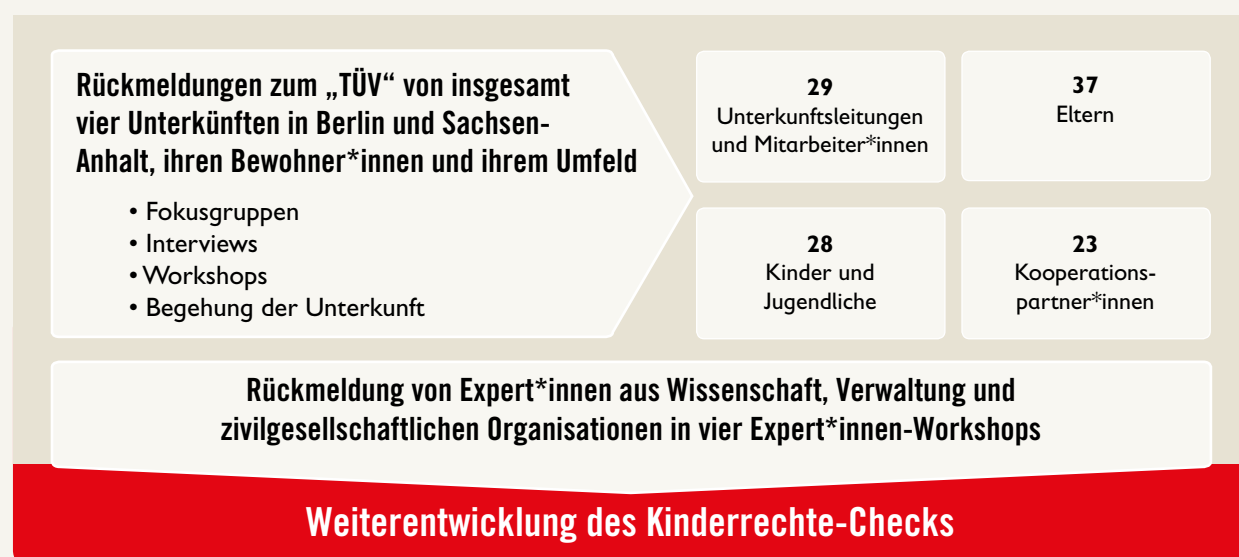 Rückmeldungen zum „TÜV“ von insgesamt
vier Unterkünften in Berlin und Sachsen-
Anhalt, ihren Bewohner*innen und ihrem Umfeld
• Fokusgruppen
• Interviews
• Workshops
• Begehung der Unterkunft
29
Unterkunftsleitungen
und Mitarbeiter*innen
37
Eltern
28
Kinder und
Jugendliche
23
Kooperations-
partner*innen
Rückmeldung von Expert*innen aus Wissenschaft, Verwaltung und
zivilgesellschaftlichen Organisationen in vier Expert*innen-Workshops
Weiterentwicklung des Kinderrechte-Checks